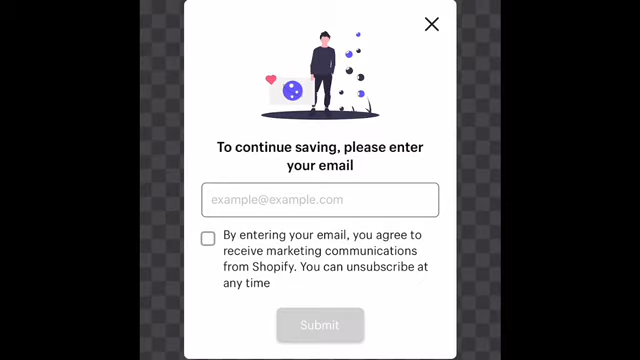 To continue saving, please enter
your email
example@example.com
By entering your email, you agree to
receive marketing communications
from Shopify. You can unsubscribe at
any time
Submit